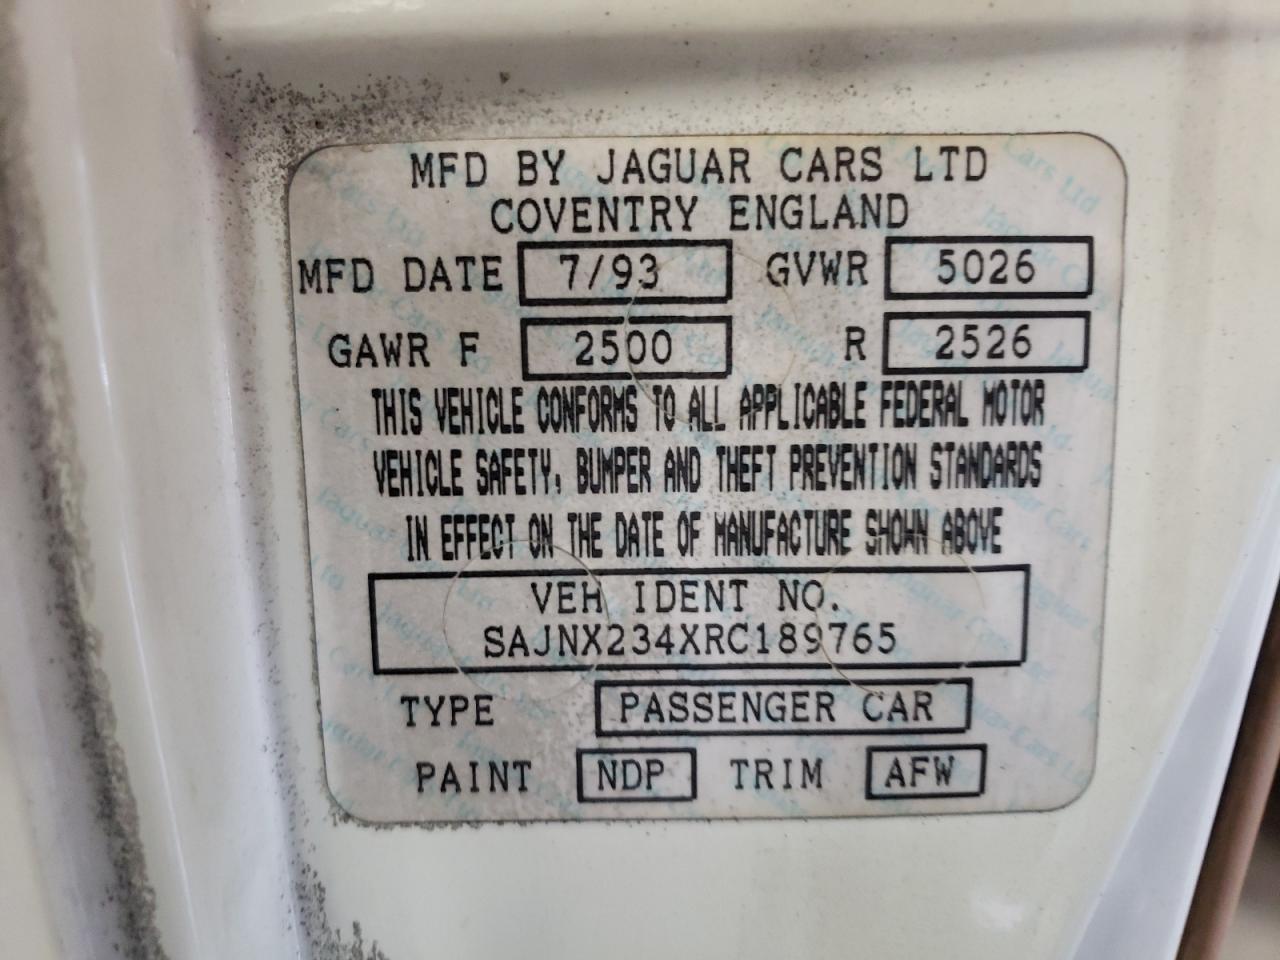 MFD BY JAGUAR CARS LTD
COVENTRY ENGLAND
MFD DATE 7/93 GVWR 5026
GAWR F 2500 R 2526
THIS VEHICLE CONFORMS TO ALL APPLICABLE FEDERAL MOTOR
VEHICLE SAFETY, BUMPER AND THEFT PREVENTION STANDARDS
IN EFFECT ON THE DATE OF MANUFACTURE SHOWN ABOVE
VEH IDENT NO.
SAJNX234XRC189765
TYPE PASSENGER CAR
PAINT NDP TRIM AFW